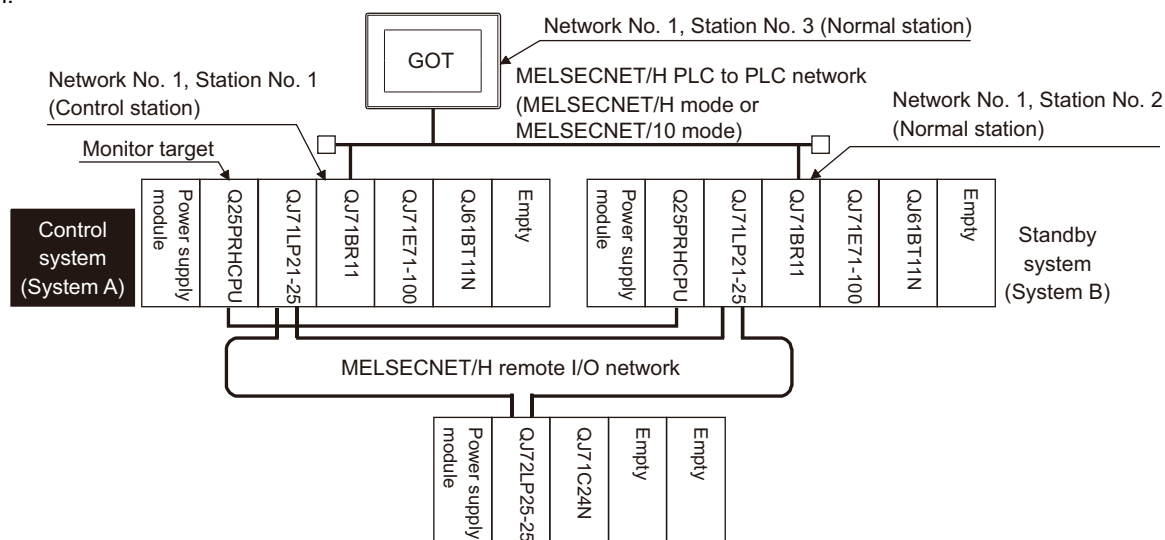 Network No. 1, Station No. 3 (Normal station)
GOT
Network No. 1, Station No. 1
(Control station)
MELSECNET/H PLC to PLC network
(MELSECNET/H mode or
MELSECNET/10 mode)
Network No. 1, Station No. 2
(Normal station)
Monitor target
Control
system
(System A)
Power supply
module
Q25PRHCPU
QJ71LP21-25
QJ71BR11
QJ71E71-100
QJ61BT11N
Empty
Power supply
module
Q25PRHCPU
QJ71LP21-25
QJ71BR11
QJ71E71-100
QJ61BT11N
Empty
Standby
system
(System B)
MELSECNET/H remote I/O network
Power supply
module
QJ72LP25-25
QJ71C24N
Empty
Empty